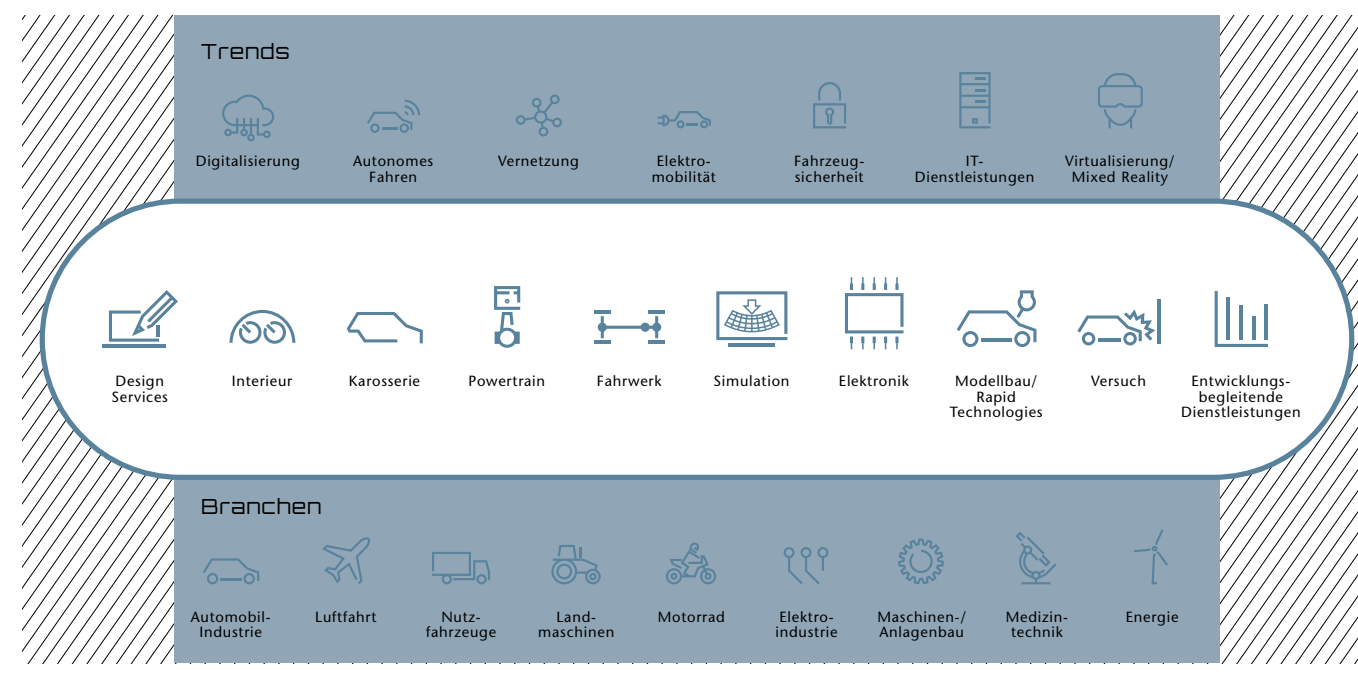 Trends
Digitalisierung
Autonomes
Fahren
Vernetzung
Elektro-
mobilität
Fahrzeug-
sicherheit
IT-
Dienstleistungen
Virtualisierung/
Mixed Reality
Design
Services
Interieur
Karosserie
Powertrain
Fahrwerk
Simulation
Elektronik
Modellbau/
Rapid
Technologies
Versuch
Entwicklungs-
begleitende
Dienstleistungen
Branchen
Automobil-
Industrie
Luftfahrt
Nutz-
fahrzeuge
Land-
maschinen
Motorrad
Elektro-
industrie
Maschinen-/
Anlagenbau
Medizin-
technik
Energie